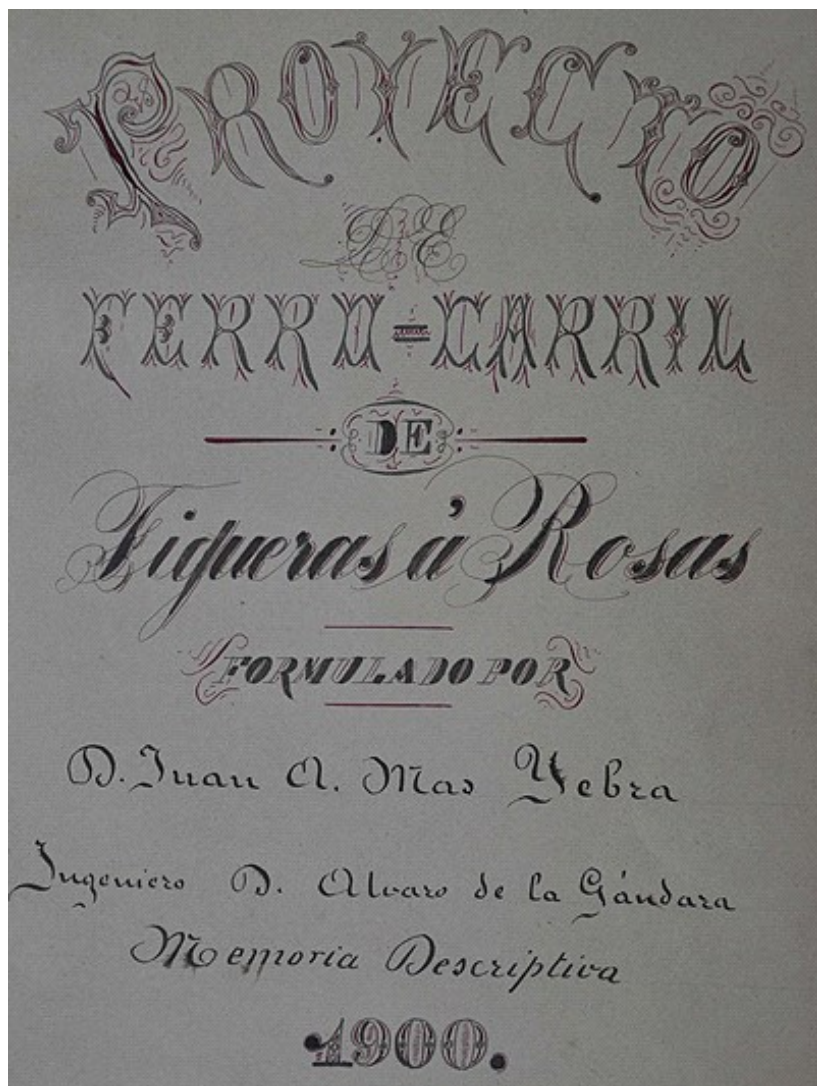 PROYECTO
DE
FERRO=CARRIL
DE
Figueras á Rosas
FORMULADO POR
D. Juan A. Mas Yebra
Ingeniero D. Alvaro de la Gándara
Memoria Descriptiva
1900.